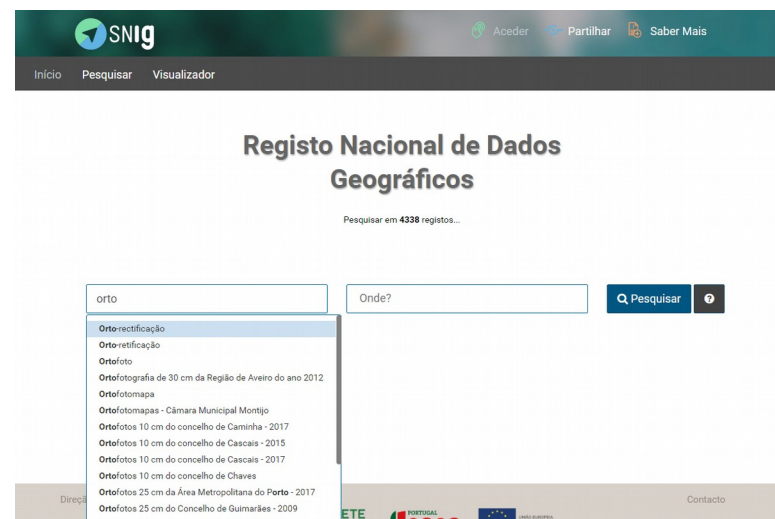 SNIg
Aceder Partilhar Saber Mais
Início Pesquisar Visualizador
Registo Nacional de Dados
Geográficos
Pesquisar em 4338 registos...
orto Onde? Pesquisar
Orto-rectificação
Orto-retificação
Ortofoto
Ortofotografia de 30 cm da Região de Aveiro do ano 2012
Ortofotomapa
Ortofotomapas - Câmara Municipal Montijo
Ortofotos 10 cm do concelho de Caminha - 2017
Ortofotos 10 cm do concelho de Cascais - 2015
Ortofotos 10 cm do concelho de Cascais - 2017
Ortofotos 10 cm do concelho de Chaves
Ortofotos 25 cm da Área Metropolitana do Porto - 2017
Ortofotos 25 cm do Concelho de Guimarães - 2009
Direçã Contacto
ETE PORTUGAL